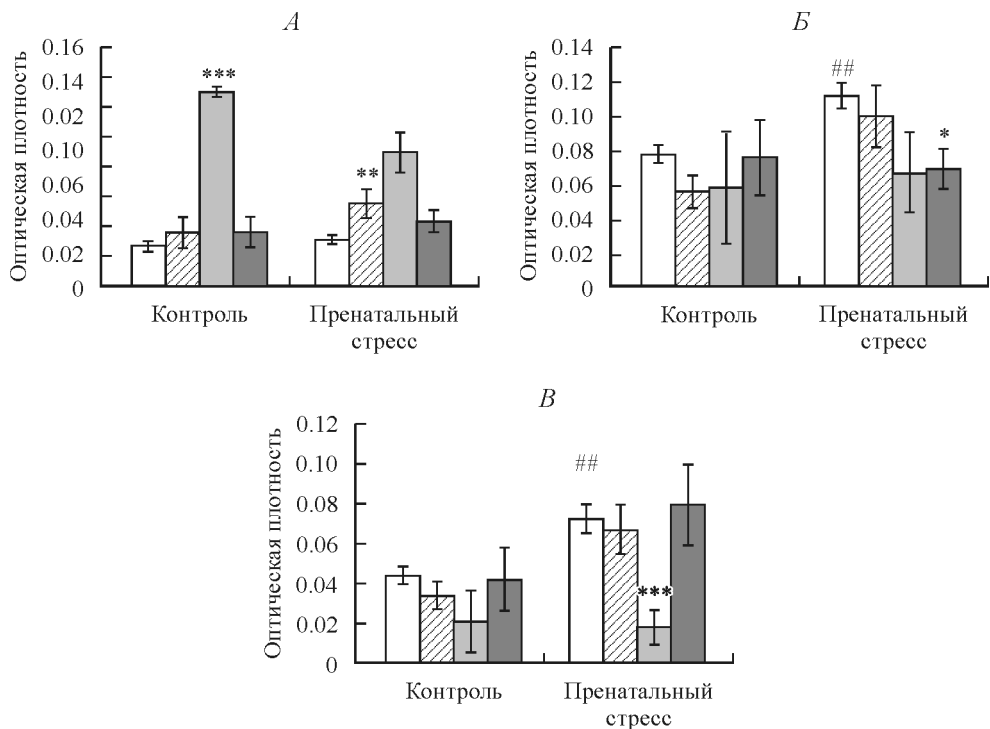 А
Оптическая плотность
0.16
0.14
0.02
0.10
0.06
0.04
0.02
0
***
**
Контроль
Пренатальный
стресс
Б
Оптическая плотность
0.14
0.12
0.10
0.08
0.06
0.04
0.02
0
##
*
Контроль
Пренатальный
стресс
В
Оптическая плотность
0.12
0.10
0.08
0.06
0.04
0.02
0
##
***
Контроль
Пренатальный
стресс